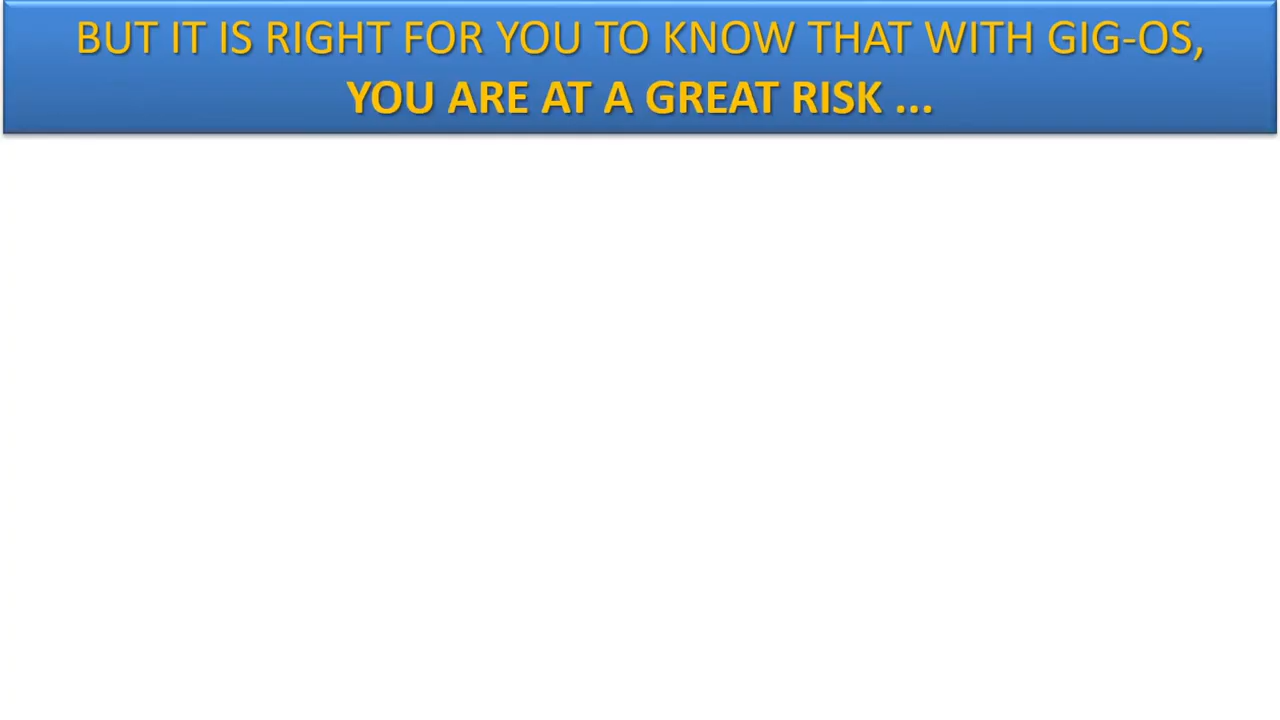 BUT IT IS RIGHT FOR YOU TO KNOW THAT WITH GIG-OS,
YOU ARE AT A GREAT RISK ...